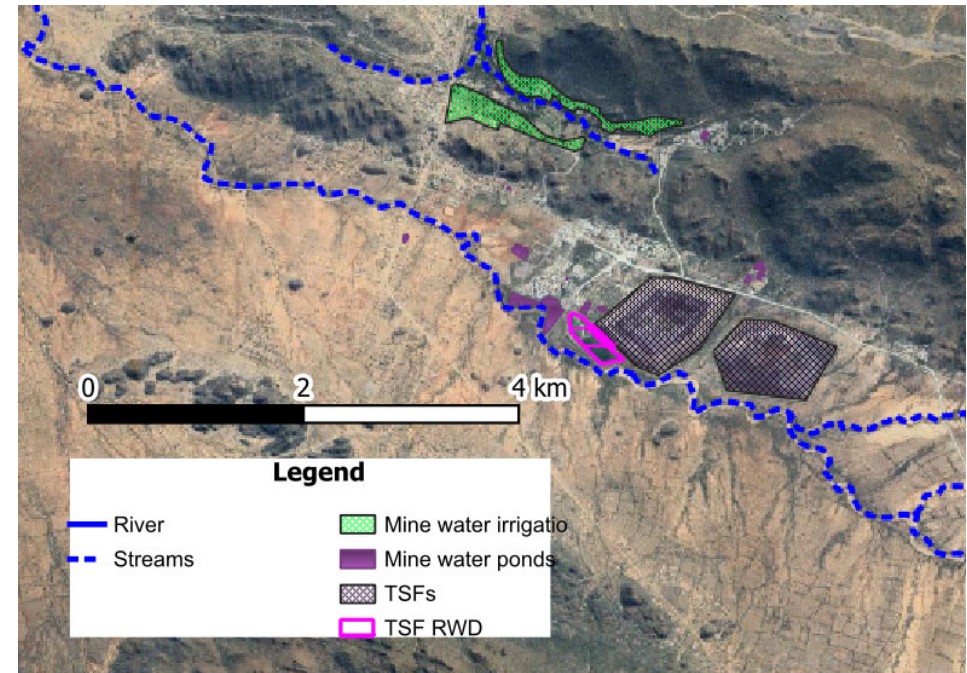 0 2 4 km
Legend
River
Streams
Mine water irrigatio
Mine water ponds
TSFs
TSF RWD